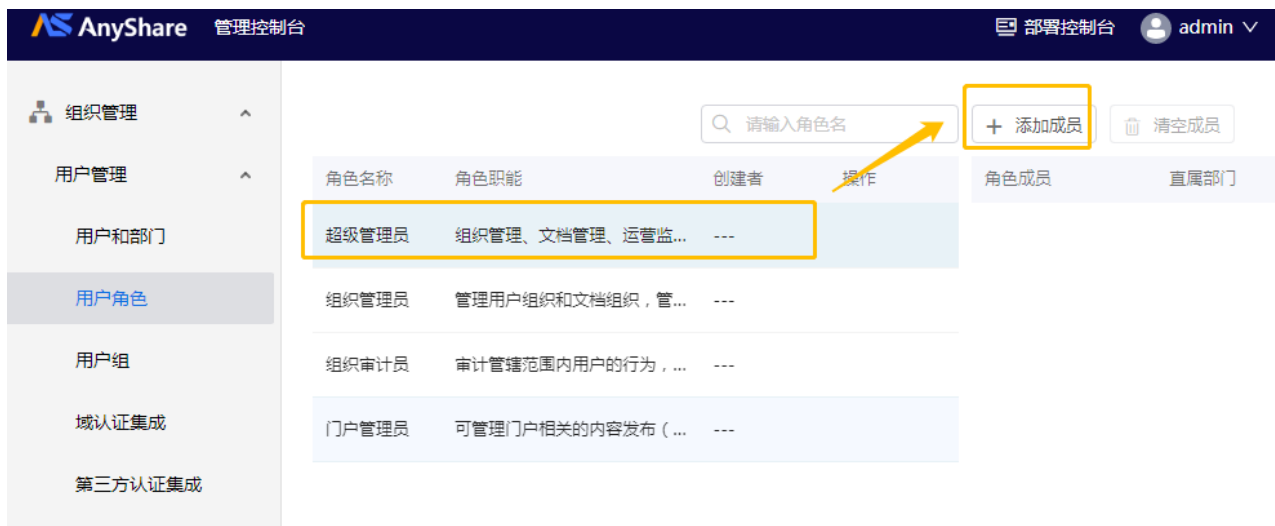 AnyShare 管理控制台 部署控制台 admin
组织管理
请输入角色名 + 添加成员 清空成员
用户管理
角色名称 角色职能 创建者 操作 角色成员 直属部门
用户和部门
超级管理员 组织管理、文档管理、运营监... ---
用户角色
组织管理员 管理用户组织和文档组织，管... ---
用户组
组织审计员 审计管辖范围内用户的行为，... ---
域认证集成
门户管理员 可管理门户相关的内容发布（... ---
第三方认证集成